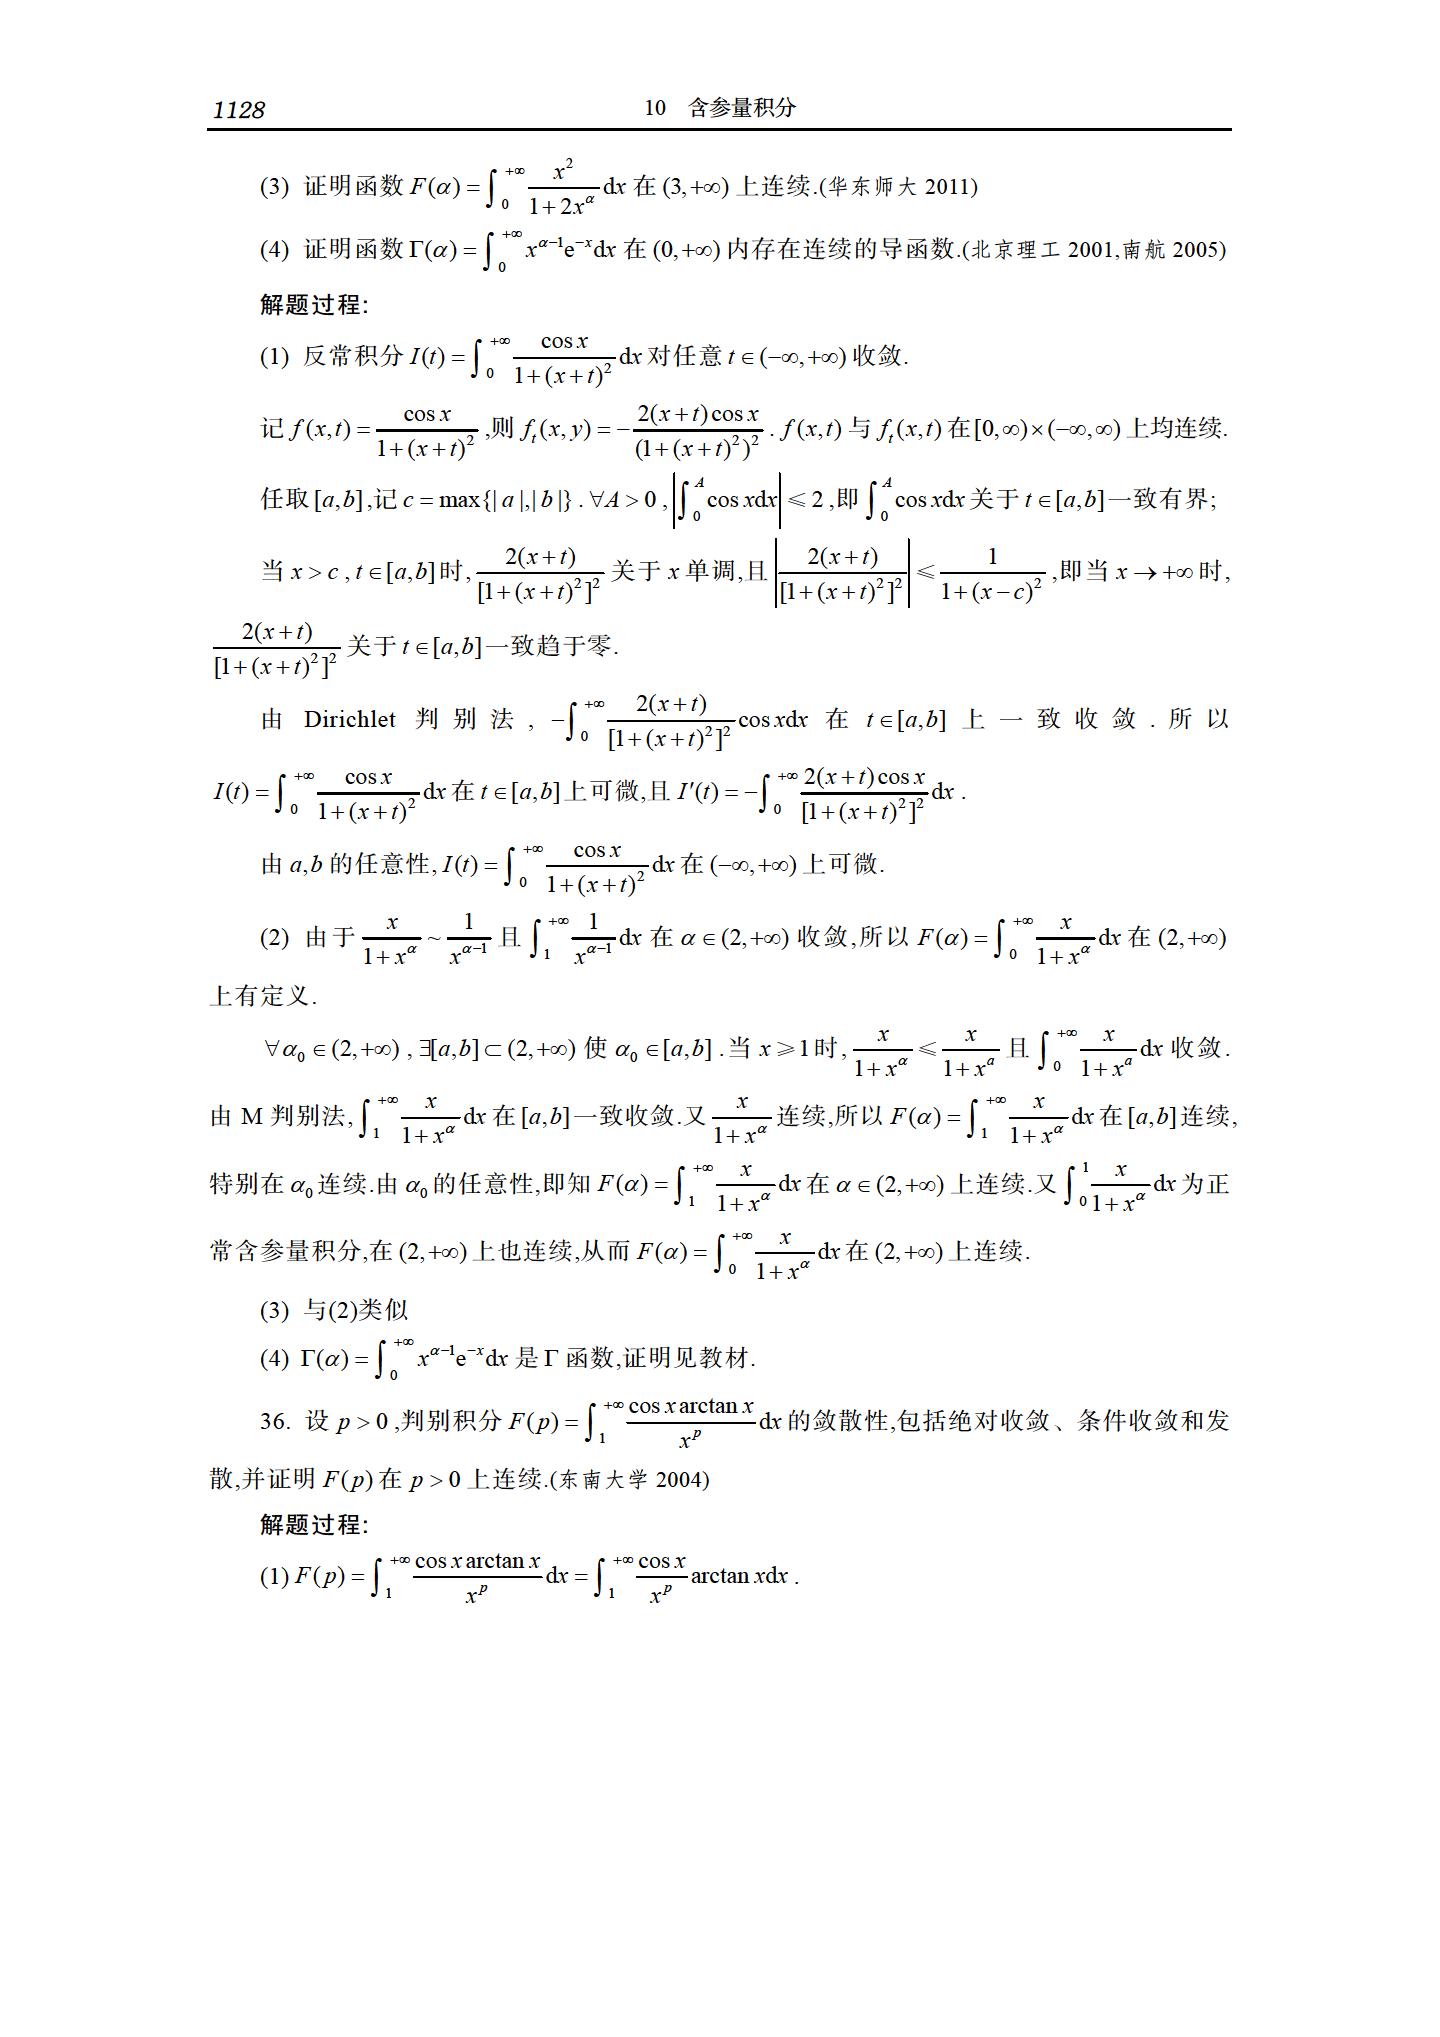 1128 10 含参量积分
(3) 证明函数 $F(\alpha)=\int_0^{+\infty}\frac{x^2}{1+2x^\alpha}\mathrm{d}x$ 在 $(3,+\infty)$ 上连续.(华东师大 2011)
(4) 证明函数 $\Gamma(\alpha)=\int_0^{+\infty}x^{\alpha-1}\mathrm{e}^{-x}\mathrm{d}x$ 在 $(0,+\infty)$ 内存在连续的导函数.(北京理工 2001,南航 2005)
解题过程:
(1) 反常积分 $I(t)=\int_0^{+\infty}\frac{\cos x}{1+(x+t)^2}\mathrm{d}x$ 对任意 $t\in(-\infty,+\infty)$ 收敛.
记 $f(x,t)=\frac{\cos x}{1+(x+t)^2}$,则 $f_t(x,y)=-\frac{2(x+t)\cos x}{(1+(x+t)^2)^2}$. $f(x,t)$ 与 $f_t(x,t)$ 在 $[0,\infty)\times(-\infty,\infty)$ 上均连续.
任取 $[a,b]$,记 $c=\max\{|a|,|b|\}$. $\forall A>0$, $\left|\int_0^A\cos x\mathrm{d}x\right|\leqslant 2$,即 $\int_0^A\cos x\mathrm{d}x$ 关于 $t\in[a,b]$ 一致有界;
当 $x>c$, $t\in[a,b]$ 时, $\frac{2(x+t)}{[1+(x+t)^2]^2}$ 关于 $x$ 单调,且 $\left|\frac{2(x+t)}{[1+(x+t)^2]^2}\right|\leqslant\frac{1}{1+(x-c)^2}$,即当 $x\to+\infty$ 时,
$\frac{2(x+t)}{[1+(x+t)^2]^2}$ 关于 $t\in[a,b]$ 一致趋于零.
由 Dirichlet 判别法, $-\int_0^{+\infty}\frac{2(x+t)}{[1+(x+t)^2]^2}\cos x\mathrm{d}x$ 在 $t\in[a,b]$ 上一致收敛.所以
$I(t)=\int_0^{+\infty}\frac{\cos x}{1+(x+t)^2}\mathrm{d}x$ 在 $t\in[a,b]$ 上可微,且 $I'(t)=-\int_0^{+\infty}\frac{2(x+t)\cos x}{[1+(x+t)^2]^2}\mathrm{d}x$.
由 $a,b$ 的任意性, $I(t)=\int_0^{+\infty}\frac{\cos x}{1+(x+t)^2}\mathrm{d}x$ 在 $(-\infty,+\infty)$ 上可微.
(2) 由于 $\frac{x}{1+x^\alpha}\sim\frac{1}{x^{\alpha-1}}$ 且 $\int_1^{+\infty}\frac{1}{x^{\alpha-1}}\mathrm{d}x$ 在 $\alpha\in(2,+\infty)$ 收敛,所以 $F(\alpha)=\int_0^{+\infty}\frac{x}{1+x^\alpha}\mathrm{d}x$ 在 $(2,+\infty)$
上有定义.
$\forall\alpha_0\in(2,+\infty)$, $\exists[a,b]\subset(2,+\infty)$ 使 $\alpha_0\in[a,b]$.当 $x\geqslant 1$ 时, $\frac{x}{1+x^\alpha}\leqslant\frac{x}{1+x^a}$ 且 $\int_0^{+\infty}\frac{x}{1+x^a}\mathrm{d}x$ 收敛.
由 M 判别法, $\int_1^{+\infty}\frac{x}{1+x^\alpha}\mathrm{d}x$ 在 $[a,b]$ 一致收敛.又 $\frac{x}{1+x^\alpha}$ 连续,所以 $F(\alpha)=\int_1^{+\infty}\frac{x}{1+x^\alpha}\mathrm{d}x$ 在 $[a,b]$ 连续,
特别在 $\alpha_0$ 连续.由 $\alpha_0$ 的任意性,即知 $F(\alpha)=\int_1^{+\infty}\frac{x}{1+x^\alpha}\mathrm{d}x$ 在 $\alpha\in(2,+\infty)$ 上连续.又 $\int_0^1\frac{x}{1+x^\alpha}\mathrm{d}x$ 为正
常含参量积分,在 $(2,+\infty)$ 上也连续,从而 $F(\alpha)=\int_0^{+\infty}\frac{x}{1+x^\alpha}\mathrm{d}x$ 在 $(2,+\infty)$ 上连续.
(3) 与(2)类似
(4) $\Gamma(\alpha)=\int_0^{+\infty}x^{\alpha-1}\mathrm{e}^{-x}\mathrm{d}x$ 是 $\Gamma$ 函数,证明见教材.
36. 设 $p>0$,判别积分 $F(p)=\int_1^{+\infty}\frac{\cos x\arctan x}{x^p}\mathrm{d}x$ 的敛散性,包括绝对收敛、条件收敛和发
散,并证明 $F(p)$ 在 $p>0$ 上连续.(东南大学 2004)
解题过程:
(1) $F(p)=\int_1^{+\infty}\frac{\cos x\arctan x}{x^p}\mathrm{d}x=\int_1^{+\infty}\frac{\cos x}{x^p}\arctan x\mathrm{d}x$.